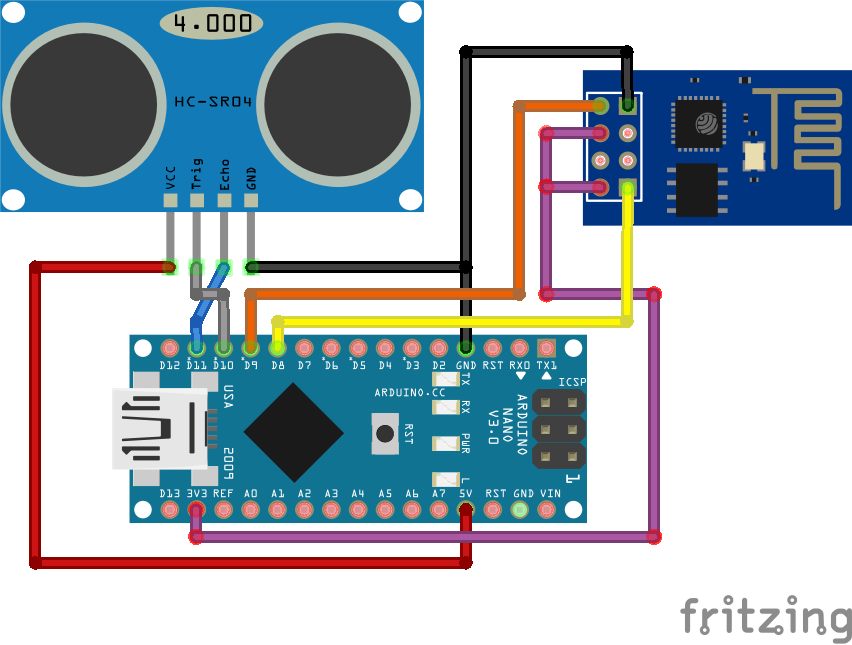 4.000
HC-SR04
VCC Trig Echo GND
D12 D11 D10 D9 D8 D7 D6 D5 D4 D3 D2 GND RST RX0 TX1
TX
ARDUINO.CC
ICSP
USA
RX
ARDUINO
NANO
V3.0
RST
PWR
2009
L
1
D13 3V3 REF A0 A1 A2 A3 A4 A5 A6 A7 5V RST GND VIN
fritzing